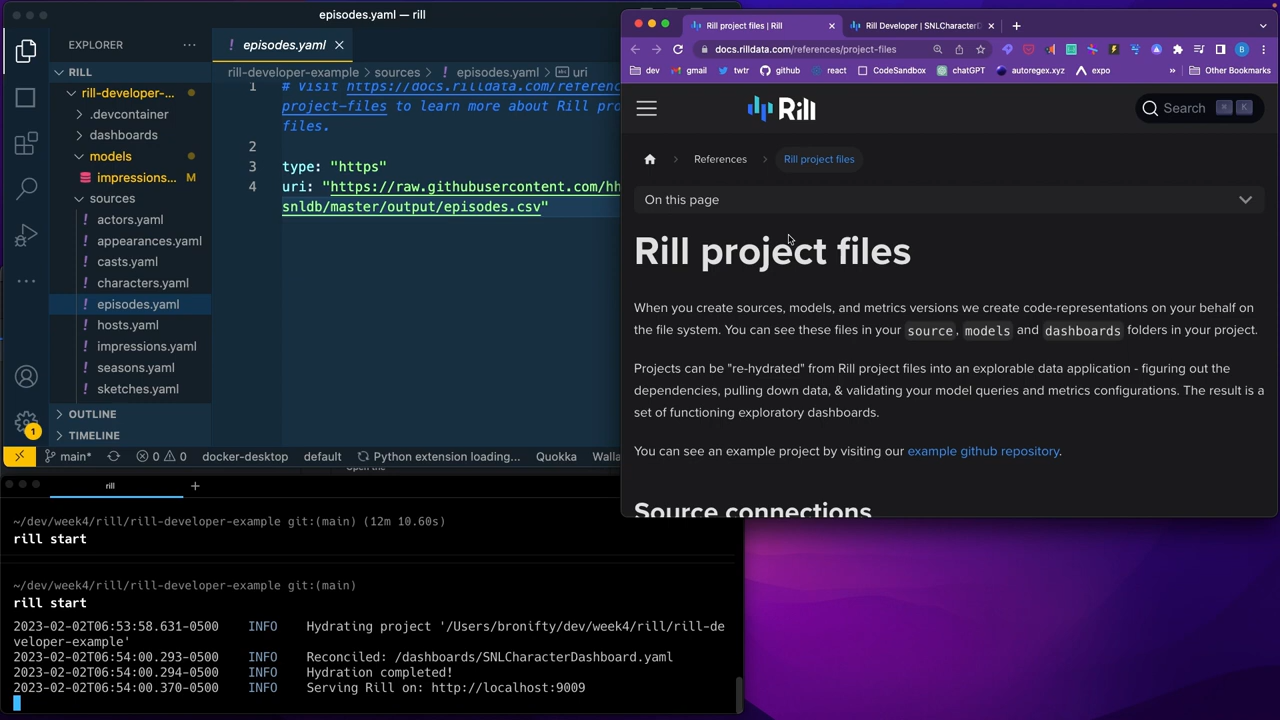 episodes.yaml — rill
EXPLORER
RILL
rill-developer-...
.devcontainer
dashboards
models
impressions... M
sources
actors.yaml
appearances.yaml
casts.yaml
characters.yaml
episodes.yaml
hosts.yaml
impressions.yaml
seasons.yaml
sketches.yaml
OUTLINE
TIMELINE
1
! episodes.yaml
rill-developer-example > sources > ! episodes.yaml > uri
1 # Visit https://docs.rilldata.com/referenc
project-files to learn more about Rill pro
files.
2
3 type: "https"
4 uri: "https://raw.githubusercontent.com/hh
snldb/master/output/episodes.csv"
main* 0 0 docker-desktop default Python extension loading... Quokka Walla
rill
~/dev/week4/rill/rill-developer-example git:(main) (12m 10.60s)
rill start
~/dev/week4/rill/rill-developer-example git:(main)
rill start
2023-02-02T06:53:58.631-0500 INFO Hydrating project '/Users/bronifty/dev/week4/rill/rill-de
veloper-example'
2023-02-02T06:54:00.293-0500 INFO Reconciled: /dashboards/SNLCharacterDashboard.yaml
2023-02-02T06:54:00.294-0500 INFO Hydration completed!
2023-02-02T06:54:00.370-0500 INFO Serving Rill on: http://localhost:9009
Rill project files | Rill
Rill Developer | SNLCharacterD
docs.rilldata.com/references/project-files
B
dev gmail twtr github react CodeSandbox chatGPT autoregex.xyz expo » Other Bookmarks
Rill
Search K
References > Rill project files
On this page
Rill project files
When you create sources, models, and metrics versions we create code-representations on your behalf on
the file system. You can see these files in your source, models and dashboards folders in your project.
Projects can be "re-hydrated" from Rill project files into an explorable data application - figuring out the
dependencies, pulling down data, & validating your model queries and metrics configurations. The result is a
set of functioning exploratory dashboards.
You can see an example project by visiting our example github repository.
Source connections